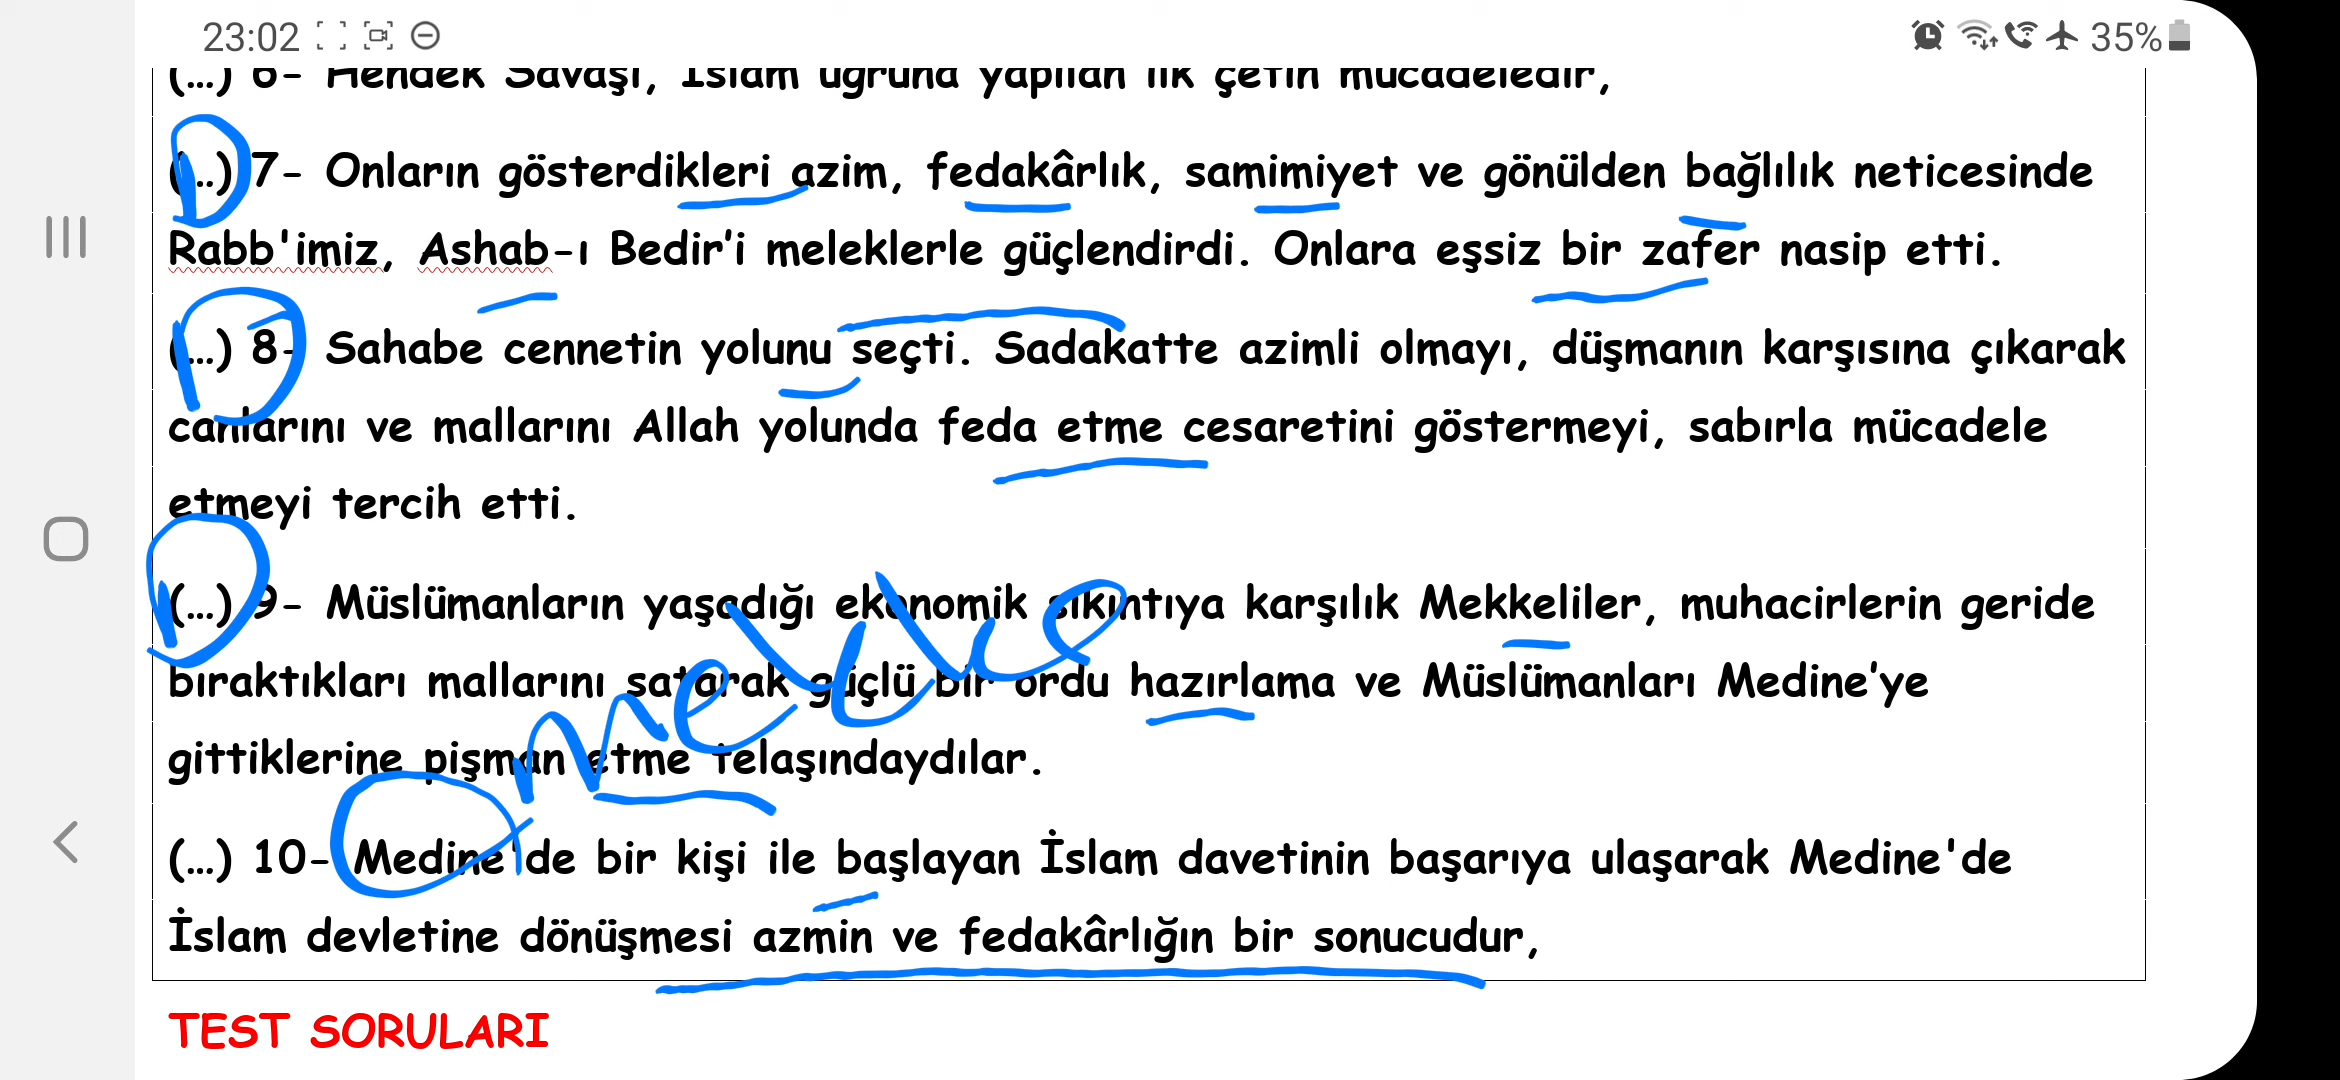 23:02 35%
(...) 6- Hendek Savaşı, İslam uğruna yapılan ilk çetin mücadeledir,
D (...) 7- Onların gösterdikleri azim, fedakârlık, samimiyet ve gönülden bağlılık neticesinde
Rabb'imiz, Ashab-ı Bedir'i meleklerle güçlendirdi. Onlara eşsiz bir zafer nasip etti.
D (...) 8- Sahabe cennetin yolunu seçti. Sadakatte azimli olmayı, düşmanın karşısına çıkarak
canlarını ve mallarını Allah yolunda feda etme cesaretini göstermeyi, sabırla mücadele
etmeyi tercih etti.
D (...) 9- Müslümanların yaşadığı ekonomik sıkıntıya karşılık Mekkeliler, muhacirlerin geride
bıraktıkları mallarını satarak güçlü bir ordu hazırlama ve Müslümanları Medine'ye
gittiklerine pişman etme telaşındaydılar.
mekke
(...) 10- Medine'de bir kişi ile başlayan İslam davetinin başarıya ulaşarak Medine'de
İslam devletine dönüşmesi azmin ve fedakârlığın bir sonucudur,
TEST SORULARI